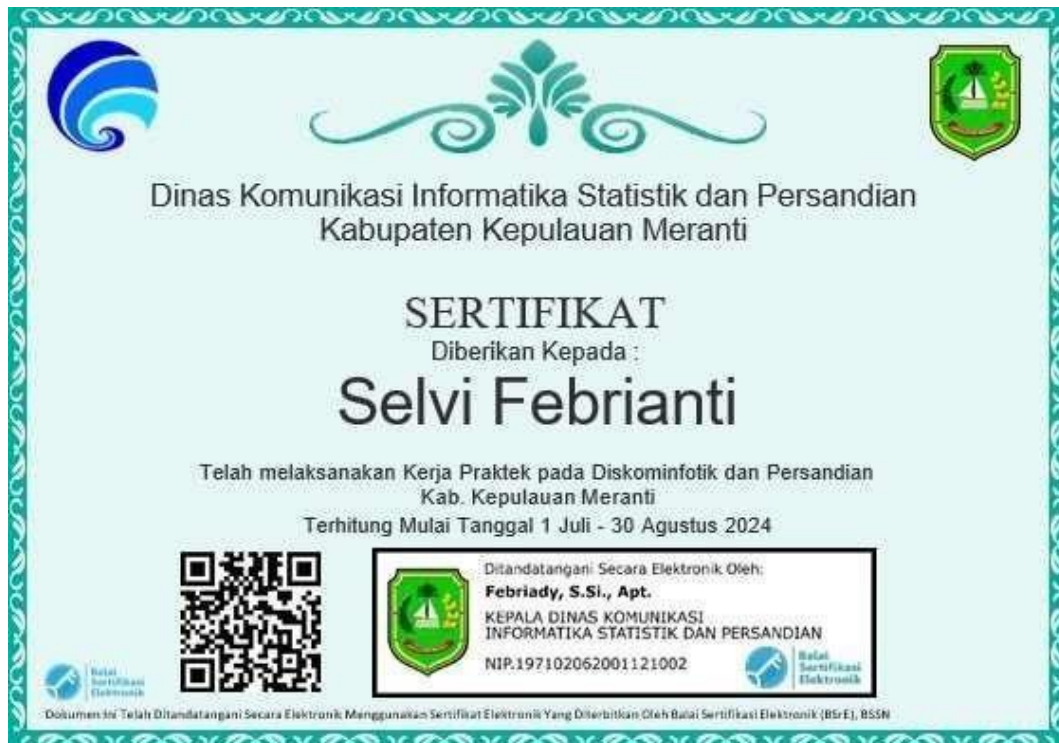 Dinas Komunikasi Informatika Statistik dan Persandian
Kabupaten Kepulauan Meranti
SERTIFIKAT
Diberikan Kepada :
Selvi Febrianti
Telah melaksanakan Kerja Praktek pada Diskominfotik dan Persandian
Kab. Kepulauan Meranti
Terhitung Mulai Tanggal 1 Juli - 30 Agustus 2024
Ditandatangani Secara Elektronik Oleh:
Febriady, S.Si., Apt.
KEPALA DINAS KOMUNIKASI
INFORMATIKA STATISTIK DAN PERSANDIAN
NIP.197102062001121002
Balai
Sertifikasi
Elektronik
Balai
Sertifikasi
Elektronik
Dokumen Ini Telah Ditandatangani Secara Elektronik Menggunakan Sertifikat Elektronik Yang Diterbitkan Oleh Balai Sertifikasi Elektronik (BSrE), BSSN